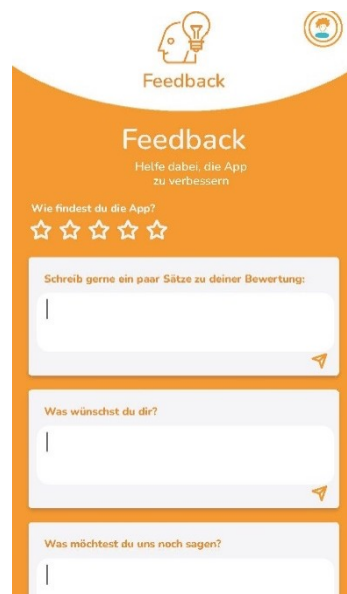 Feedback
Feedback
Helfe dabei, die App
zu verbessern
Wie findest du die App?
Schreib gerne ein paar Sätze zu deiner Bewertung:
Was wünschst du dir?
Was möchtest du uns noch sagen?